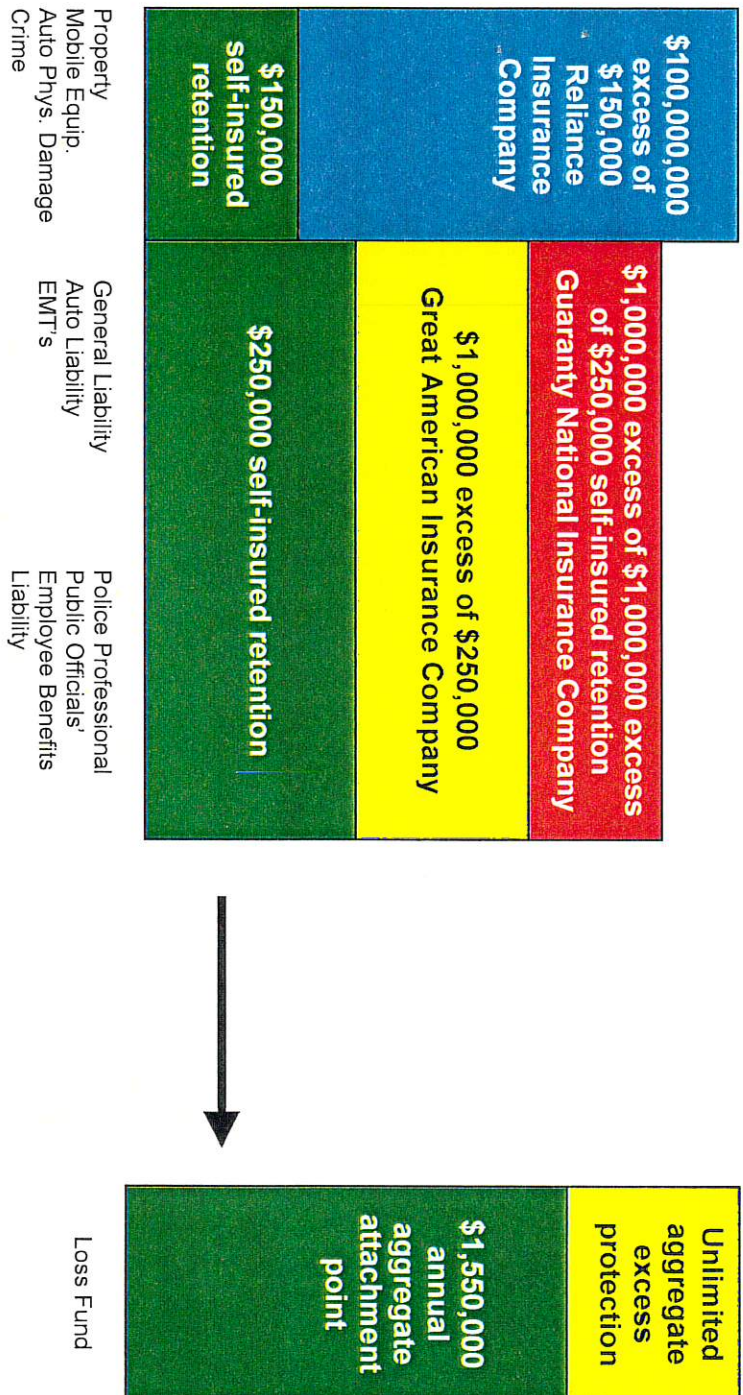 $100,000,000
excess of
$150,000
Reliance
Insurance
Company
$150,000
self-insured
retention
Property
Mobile Equip.
Auto Phys. Damage
Crime
$1,000,000 excess of $1,000,000 excess
of $250,000 self-insured retention
Guaranty National Insurance Company
$1,000,000 excess of $250,000
Great American Insurance Company
$250,000 self-insured retention
General Liability
Auto Liability
EMT's
Police Professional
Public Officials'
Employee Benefits
Liability
Unlimited
aggregate
excess
protection
$1,550,000
annual
aggregate
attachment
point
Loss Fund